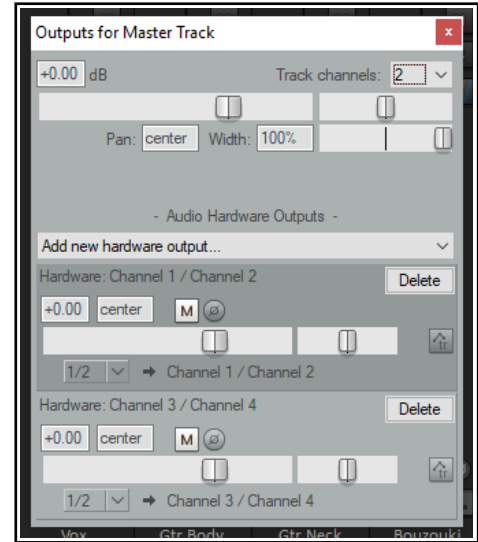 Outputs for Master Track x
+0.00 dB Track channels: 2
Pan: center Width: 100%
- Audio Hardware Outputs -
Add new hardware output...
Hardware: Channel 1 / Channel 2 Delete
+0.00 center M ø
tr
1/2 → Channel 1 / Channel 2
Hardware: Channel 3 / Channel 4 Delete
+0.00 center M ø
tr
1/2 → Channel 3 / Channel 4
Vox Gtr Body Gtr Neck Bouzouki